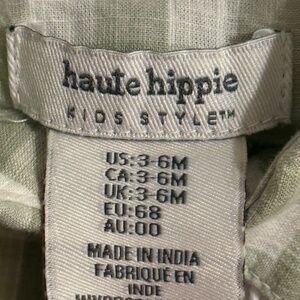 haute hippie
KIDS STYLE™
US:3-6M
CA:3-6M
UK:3-6M
EU:68
AU:00
MADE IN INDIA
FABRIQUÉ EN
INDE